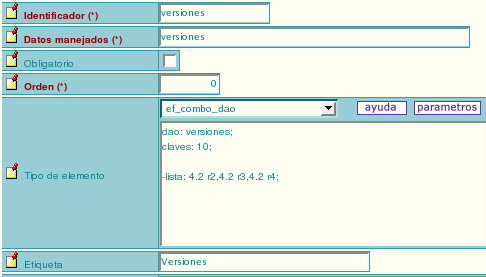 Identificador (*) versiones
Datos manejados (*) versiones
Obligatorio
Orden (*) 0
ef_combo_dao ayuda parametros
dao: versiones;
claves: 10;
Tipo de elemento
-lista: 4.2 r2,4.2 r3,4.2 r4;
Etiqueta Versiones